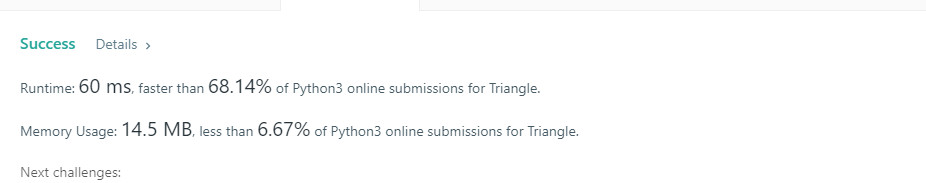 Success Details >
Runtime: 60 ms, faster than 68.14% of Python3 online submissions for Triangle.
Memory Usage: 14.5 MB, less than 6.67% of Python3 online submissions for Triangle.
Next challenges: